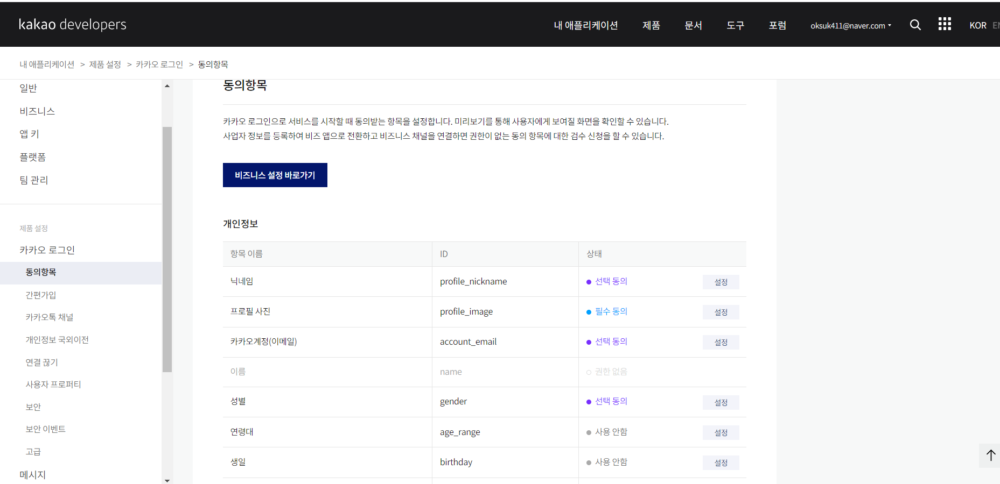 kakao developers
내 애플리케이션 제품 문서 도구 포럼 oksuk411@naver.com KOR EN
내 애플리케이션 > 제품 설정 > 카카오 로그인 > 동의항목
일반
비즈니스
앱 키
플랫폼
팀 관리
제품 설정
카카오 로그인
동의항목
간편가입
카카오톡 채널
개인정보 국외이전
연결 끊기
사용자 프로퍼티
보안
보안 이벤트
고급
메시지
동의항목
카카오 로그인으로 서비스를 시작할 때 동의받는 항목을 설정합니다. 미리보기를 통해 사용자에게 보여질 화면을 확인할 수 있습니다.
사업자 정보를 등록하여 비즈 앱으로 전환하고 비즈니스 채널을 연결하면 권한이 없는 동의 항목에 대한 검수 신청을 할 수 있습니다.
비즈니스 설정 바로가기
개인정보
항목 이름 ID 상태
닉네임 profile_nickname 선택 동의 설정
프로필 사진 profile_image 필수 동의 설정
카카오계정(이메일) account_email 선택 동의 설정
이름 name 권한 없음
성별 gender 선택 동의 설정
연령대 age_range 사용 안함 설정
생일 birthday 사용 안함 설정